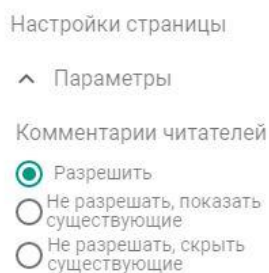 Настройки страницы
Параметры
Комментарии читателей
Разрешить
Не разрешать, показать
существующие
Не разрешать, скрыть
существующие